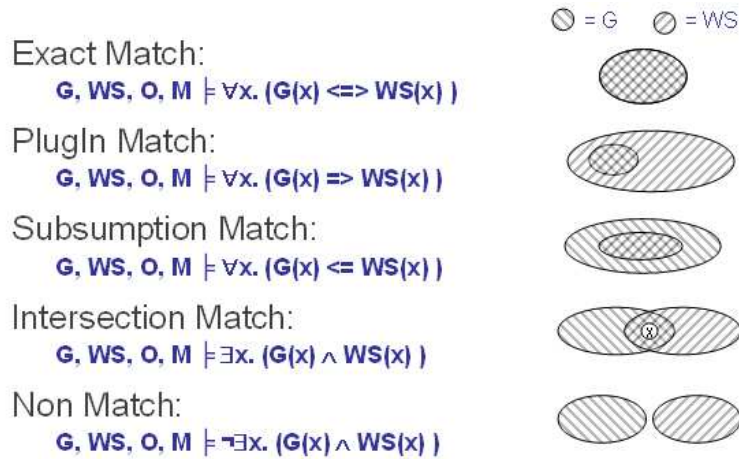 = G = WS
Exact Match:
G, WS, O, M ⊨ ∀x. (G(x) <=> WS(x) )
PlugIn Match:
G, WS, O, M ⊨ ∀x. (G(x) => WS(x) )
Subsumption Match:
G, WS, O, M ⊨ ∀x. (G(x) <= WS(x) )
Intersection Match:
G, WS, O, M ⊨ ∃x. (G(x) ∧ WS(x) )
x
Non Match:
G, WS, O, M ⊨ ¬∃x. (G(x) ∧ WS(x) )